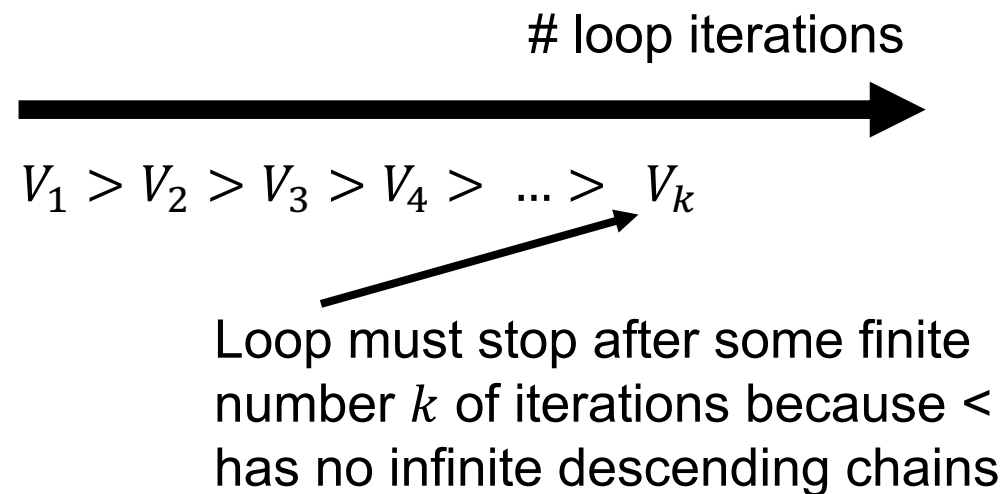 # loop iterations
V₁ > V₂ > V₃ > V₄ > ... > Vₖ
Loop must stop after some finite
number k of iterations because <
has no infinite descending chains